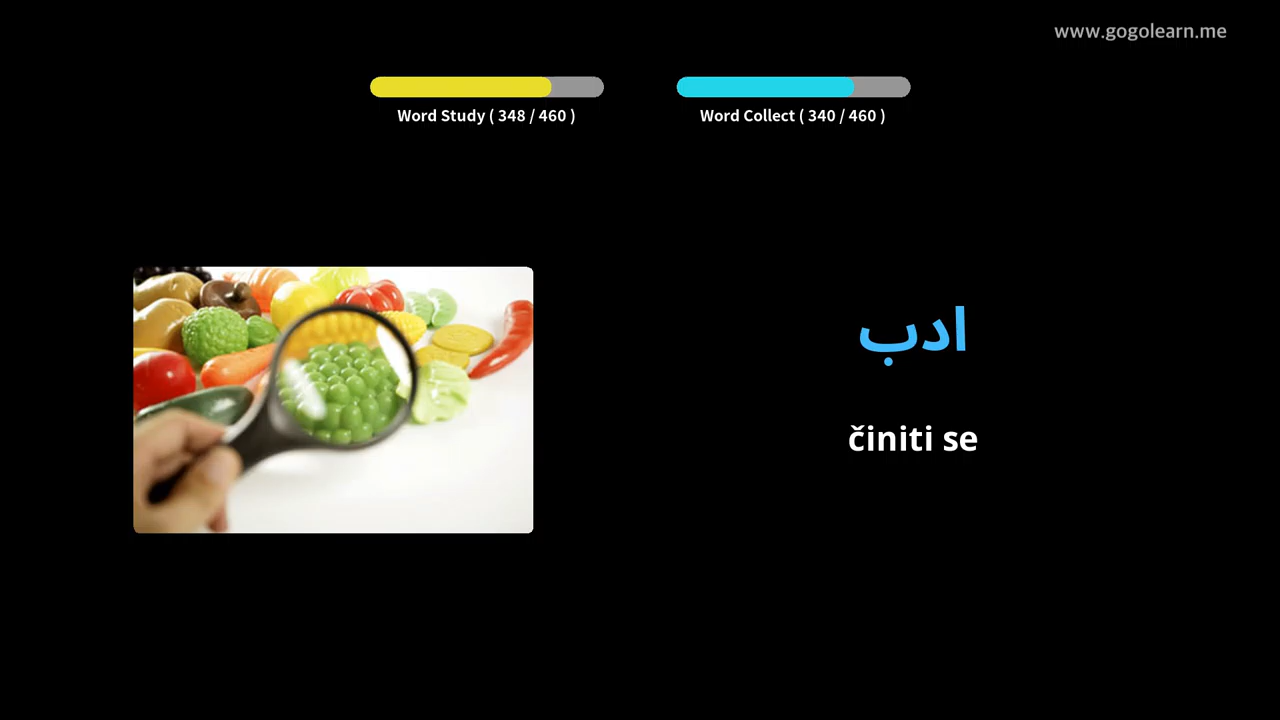 www.gogolearn.me
Word Study ( 348 / 460 )
Word Collect ( 340 / 460 )
ادب
činiti se